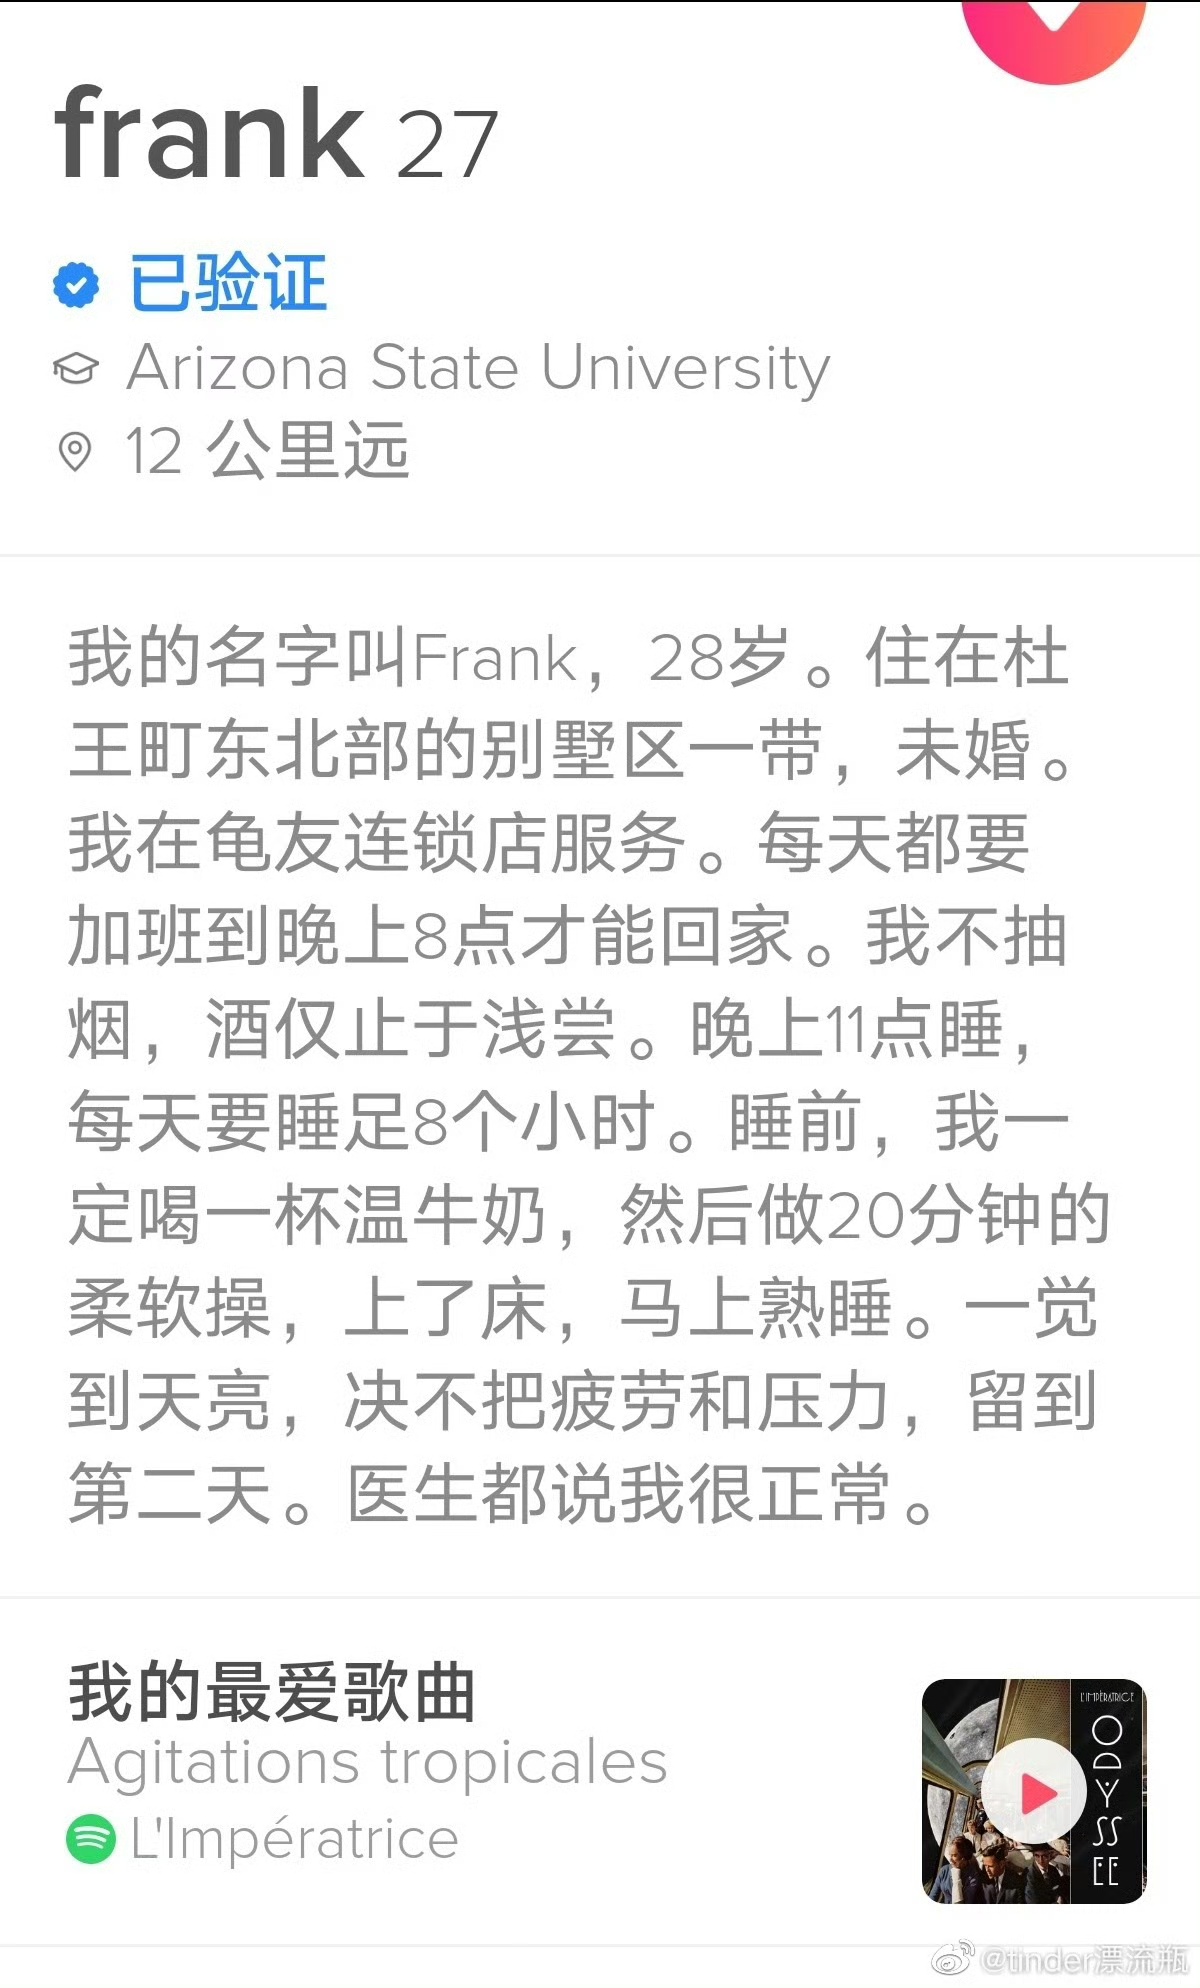 frank 27
已验证
Arizona State University
12 公里远
我的名字叫Frank，28岁。住在杜
王町东北部的别墅区一带，未婚。
我在龟友连锁店服务。每天都要
加班到晚上8点才能回家。我不抽
烟，酒仅止于浅尝。晚上11点睡，
每天要睡足8个小时。睡前，我一
定喝一杯温牛奶，然后做20分钟的
柔软操，上了床，马上熟睡。一觉
到天亮，决不把疲劳和压力，留到
第二天。医生都说我很正常。
我的最爱歌曲
Agitations tropicales
L'Impératrice
L'IMPÉRATRICE
ODYSSEE
@tinder漂流瓶